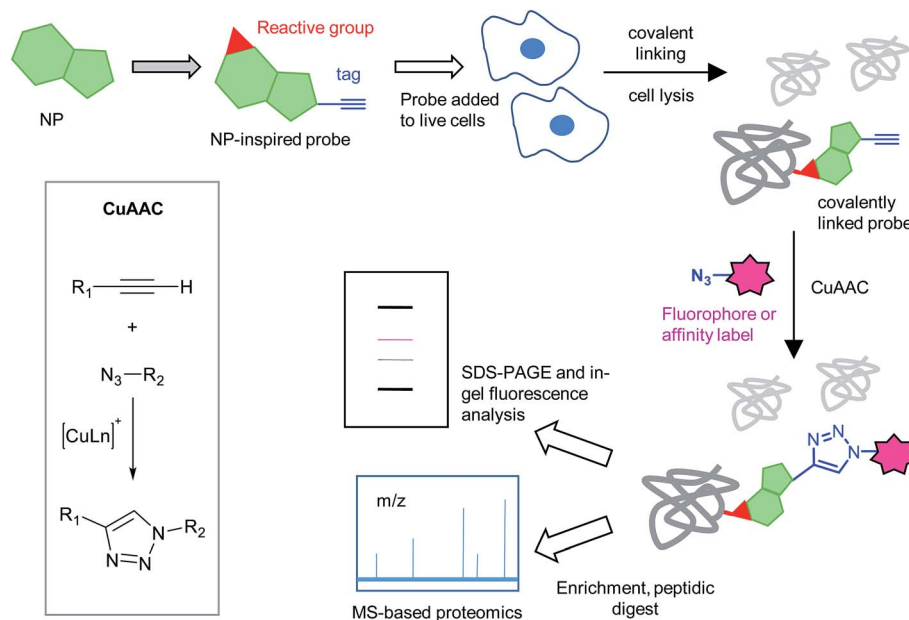 NP
Reactive group
tag
NP-inspired probe
Probe added
to live cells
covalent
linking
cell lysis
covalently
linked probe
CuAAC
R1
H
+
N3
R2
[CuLn]+
R1
N
N
N
R2
N3
Fluorophore or
affinity label
CuAAC
SDS-PAGE and in-
gel fluorescence
analysis
N
N
N
m/z
MS-based proteomics
Enrichment, peptidic
digest